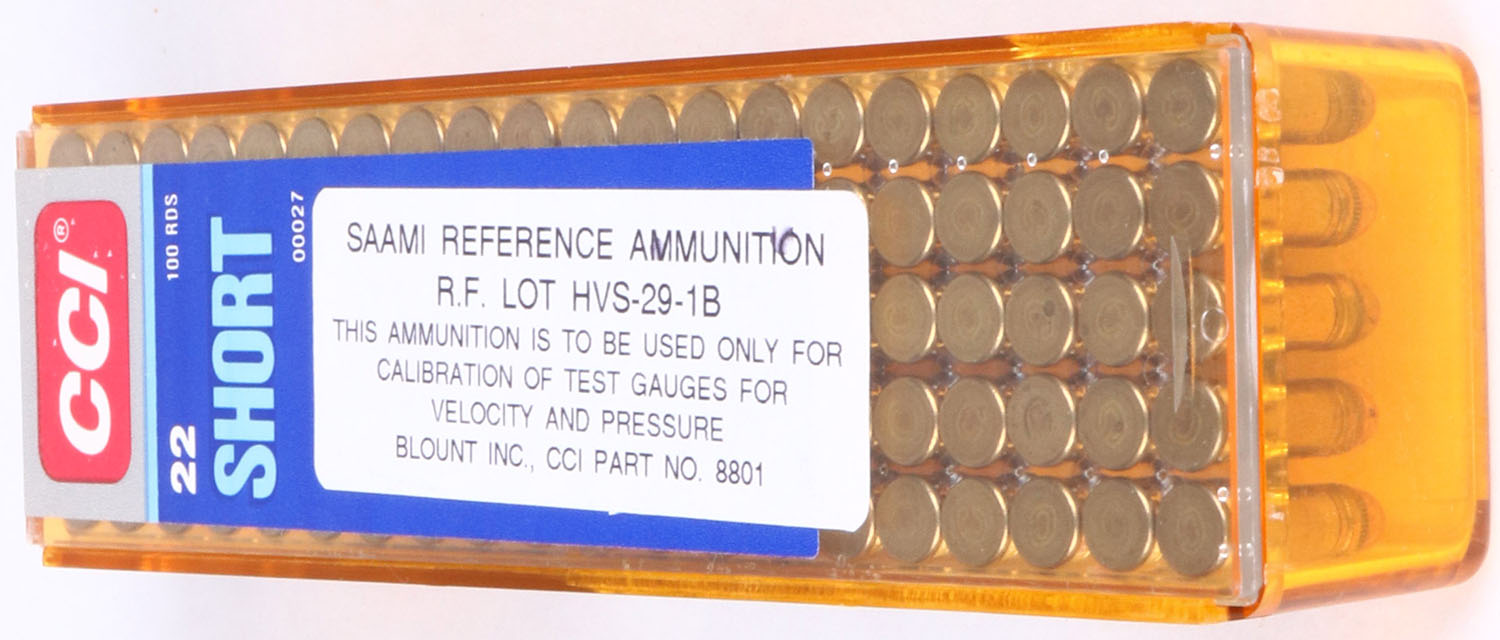 CCI®
100 RDS
22
SHORT
00027
SAAMI REFERENCE AMMUNITION
R.F. LOT HVS-29-1B
THIS AMMUNITION IS TO BE USED ONLY FOR
CALIBRATION OF TEST GAUGES FOR
VELOCITY AND PRESSURE
BLOUNT INC., CCI PART NO. 8801